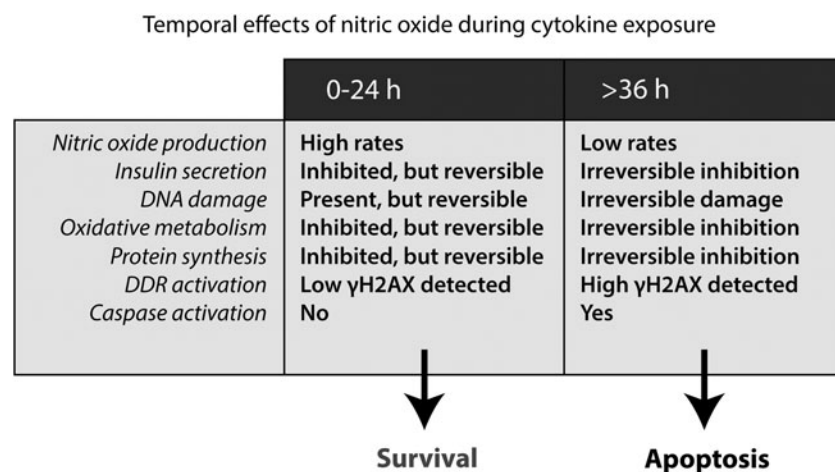 Temporal effects of nitric oxide during cytokine exposure
0-24 h >36 h
Nitric oxide production High rates Low rates
Insulin secretion Inhibited, but reversible Irreversible inhibition
DNA damage Present, but reversible Irreversible damage
Oxidative metabolism Inhibited, but reversible Irreversible inhibition
Protein synthesis Inhibited, but reversible Irreversible inhibition
DDR activation Low γH2AX detected High γH2AX detected
Caspase activation No Yes
Survival Apoptosis